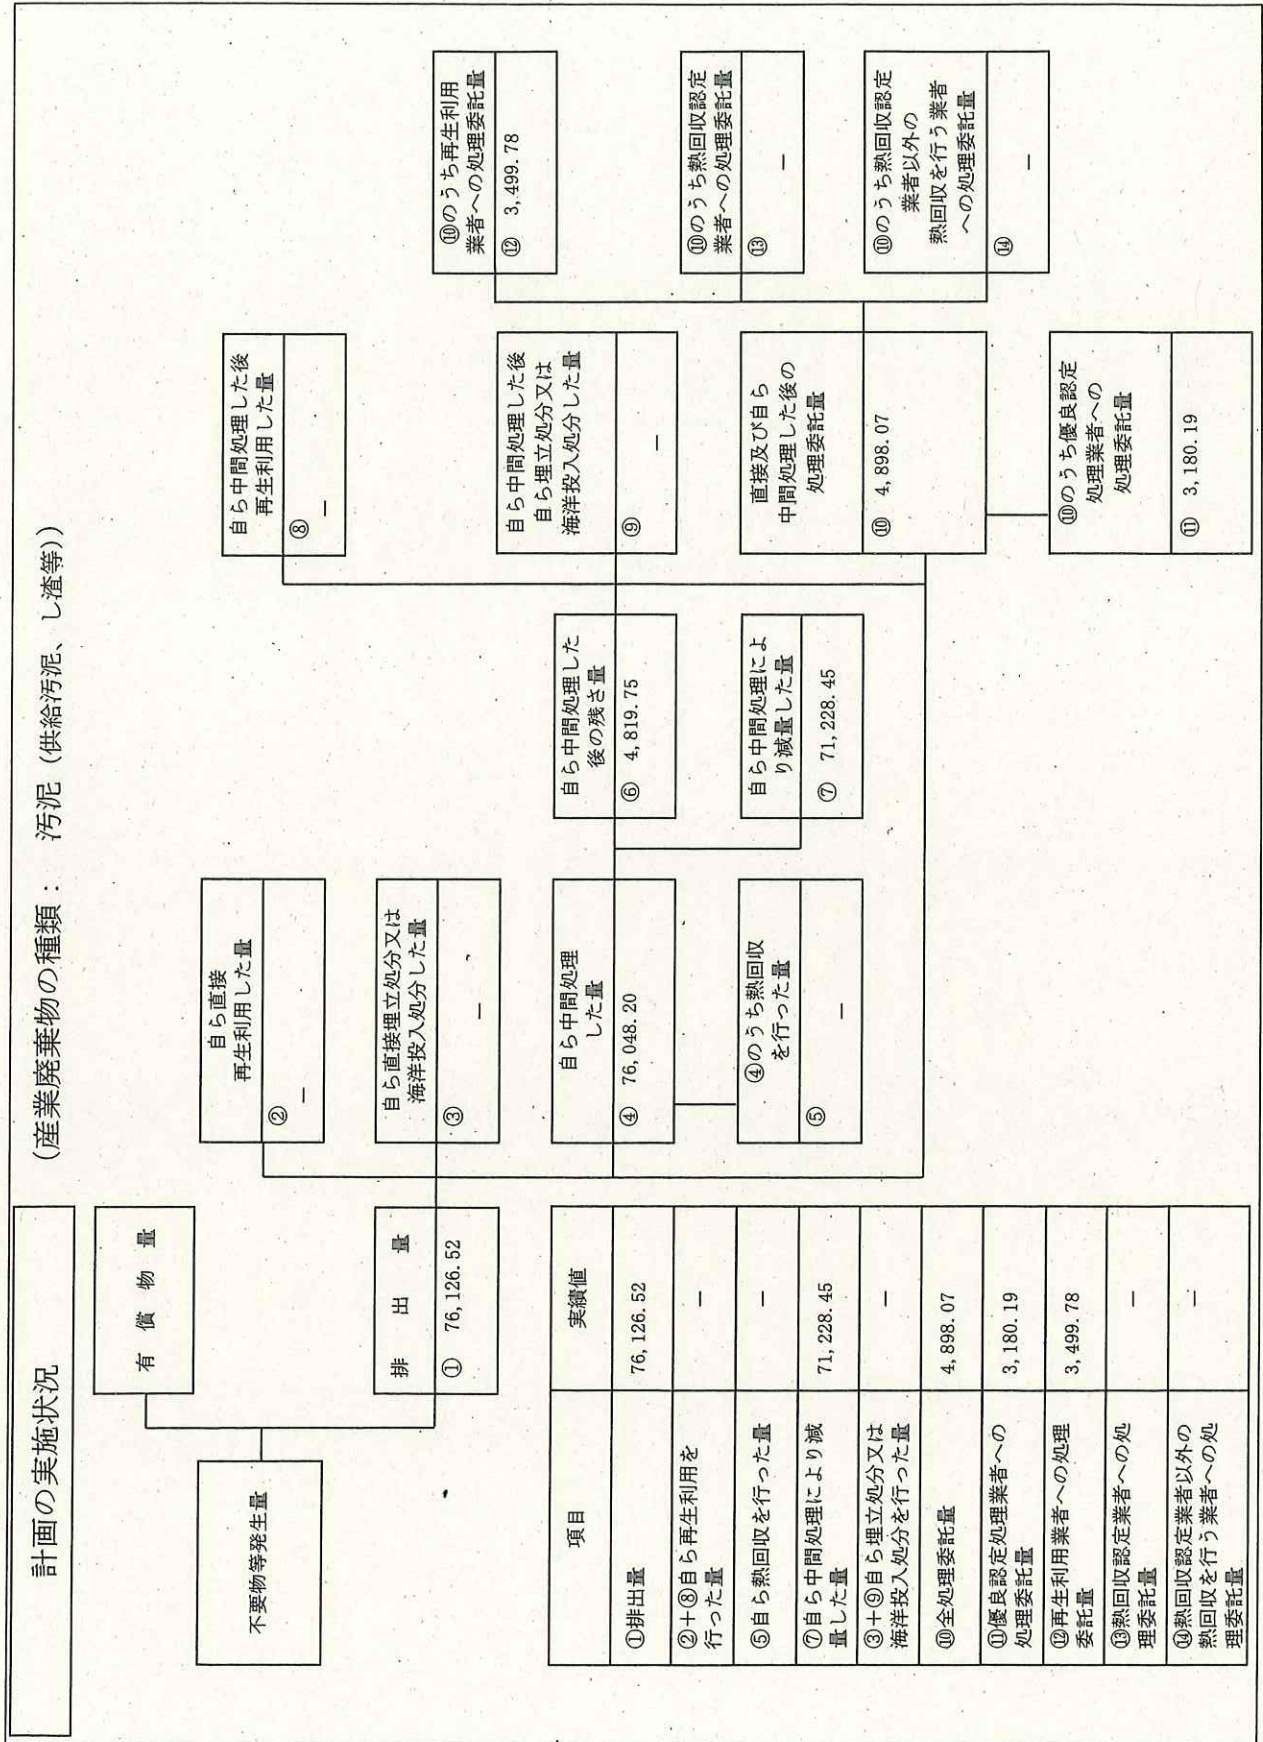 計画の実施状況
(産業廃棄物の種類： 汚泥 (供給汚泥、し渣等))
不要物等発生量
有 償 物 量
排 出 量
① 76,126.52
自ら直接
再生利用した量
②
－
自ら直接埋立処分又は
海洋投入処分した量
③
－
自ら中間処理
した量
④ 76,048.20
④のうち熱回収
を行った量
⑤
－
自ら中間処理した
後の残さ量
⑥ 4,819.75
自ら中間処理によ
り減量した量
⑦ 71,228.45
自ら中間処理した後
再生利用した量
⑧
－
自ら中間処理した後
自ら埋立処分又は
海洋投入処分した量
⑨
－
直接及び自ら
中間処理した後の
処理委託量
⑩ 4,898.07
⑩のうち優良認定
処理業者への
処理委託量
⑪ 3,180.19
⑩のうち再生利用
業者への処理委託量
⑫ 3,499.78
⑩のうち熱回収認定
業者への処理委託量
⑬
－
⑩のうち熱回収認定
業者以外の
熱回収を行う業者
への処理委託量
⑭
－
項目 実績値
①排出量 76,126.52
②＋⑧自ら再生利用を
行った量 －
⑤自ら熱回収を行った量 －
⑦自ら中間処理により減
量した量 71,228.45
③＋⑨自ら埋立処分又は
海洋投入処分を行った量 －
⑩全処理委託量 4,898.07
⑪優良認定処理業者への
処理委託量 3,180.19
⑫再生利用業者への処理
委託量 3,499.78
⑬熱回収認定業者への処
理委託量 －
⑭熱回収認定業者以外の
熱回収を行う業者への処
理委託量 －